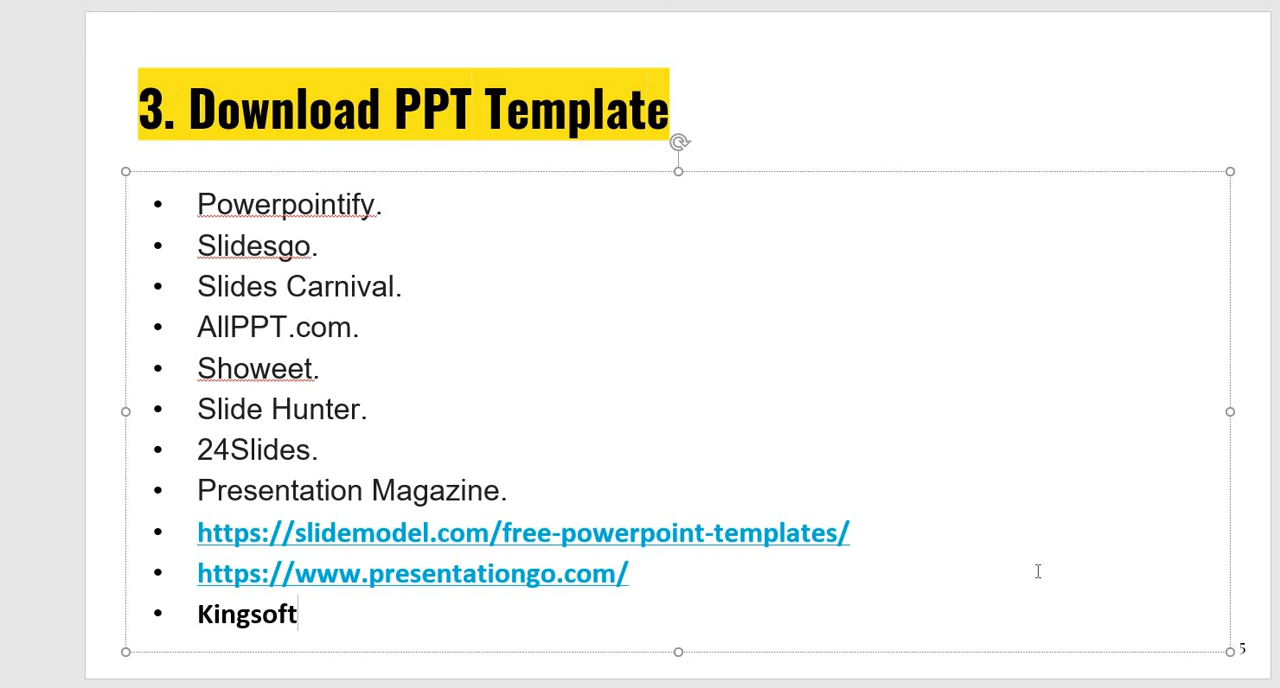 3. Download PPT Template
• Powerpointify.
• Slidesgo.
• Slides Carnival.
• AllPPT.com.
• Showeet.
• Slide Hunter.
• 24Slides.
• Presentation Magazine.
• https://slidemodel.com/free-powerpoint-templates/
• https://www.presentationgo.com/
• Kingsoft
5